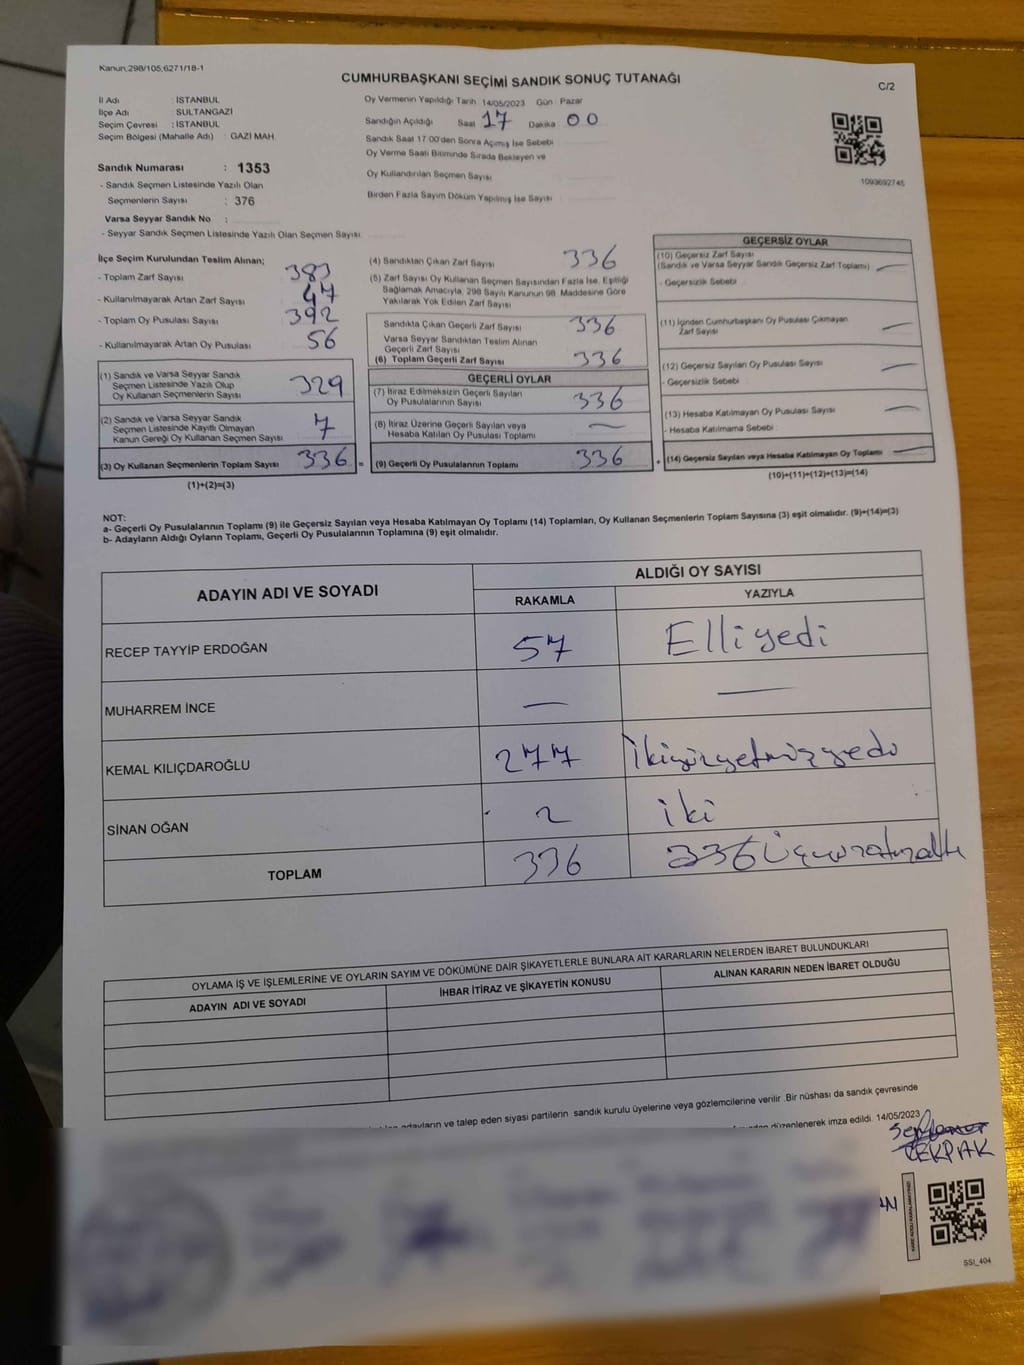 Kanun,298/105,6271/18-1
CUMHURBAŞKANI SEÇİMİ SANDIK SONUÇ TUTANAĞI
C/2
İl Adı : İSTANBUL
İlçe Adı : SULTANGAZİ
Seçim Çevresi : İSTANBUL
Seçim Bölgesi (Mahalle Adı) : GAZİ MAH.
Sandık Numarası : 1353
- Sandık Seçmen Listesinde Yazılı Olan
Seçmenlerin Sayısı : 376
Varsa Seyyar Sandık No :
- Seyyar Sandık Seçmen Listesinde Yazılı Olan Seçmen Sayısı
Oy Vermenin Yapıldığı Tarih 14/05/2023 Gün : Pazar
Sandığın Açıldığı Saat 17 Dakika 00
Sandık Saat 17:00'den Sonra Açımış İse Sebebi
Oy Verme Saati Bitiminde Sırada Bekleyen ve
Oy Kullandırılan Seçmen Sayısı
Birden Fazla Sayım Döküm Yapılmış İse Sayısı
1093692745
İlçe Seçim Kurulundan Teslim Alınan;
- Toplam Zarf Sayısı 383
- Kullanılmayarak Artan Zarf Sayısı 47
- Toplam Oy Pusulası Sayısı 392
- Kullanılmayarak Artan Oy Pusulası 56
(1) Sandık ve Varsa Seyyar Sandık
Seçmen Listesinde Yazılı Olup
Oy Kullanan Seçmenlerin Sayısı 329
(2) Sandık ve Varsa Seyyar Sandık
Seçmen Listesinde Kayıtlı Olmayan
Kanun Gereği Oy Kullanan Seçmen Sayısı 7
(3) Oy Kullanan Seçmenlerin Toplam Sayısı 336 =
(1)+(2)=(3)
(4) Sandıktan Çıkan Zarf Sayısı 336
(5) Zarf Sayısı Oy Kullanan Seçmen Sayısından Fazla İse, Eşitliği
Sağlamak Amacıyla, 298 Sayılı Kanunun 98. Maddesine Göre
Yakılarak Yok Edilen Zarf Sayısı
Sandıkta Çıkan Geçerli Zarf Sayısı 336
Varsa Seyyar Sandıktan Teslim Alınan
Geçerli Zarf Sayısı
(6) Toplam Geçerli Zarf Sayısı 336
GEÇERLİ OYLAR
(7) İtiraz Edilmeksizin Geçerli Sayılan
Oy Pusulalarının Sayısı 336
(8) İtiraz Üzerine Geçerli Sayılan veya
Hesaba Katılan Oy Pusulası Toplamı —
(9) Geçerli Oy Pusulalarının Toplamı 336 +
GEÇERSİZ OYLAR
(10) Geçersiz Zarf Sayısı
(Sandık ve Varsa Seyyar Sandık Geçersiz Zarf Toplamı) —
- Geçersizlik Sebebi :
(11) İçinden Cumhurbaşkanı Oy Pusulası Çıkmayan
Zarf Sayısı —
(12) Geçersiz Sayılan Oy Pusulası Sayısı —
- Geçersizlik Sebebi :
(13) Hesaba Katılmayan Oy Pusulası Sayısı —
- Hesaba Katılmama Sebebi :
(14) Geçersiz Sayılan veya Hesaba Katılmayan Oy Toplamı —
(10)+(11)+(12)+(13)=(14)
NOT:
a- Geçerli Oy Pusulalarının Toplamı (9) ile Geçersiz Sayılan veya Hesaba Katılmayan Oy Toplamı (14) Toplamları, Oy Kullanan Seçmenlerin Toplam Sayısına (3) eşit olmalıdır. (9)+(14)=(3)
b- Adayların Aldığı Oyların Toplamı, Geçerli Oy Pusulalarının Toplamına (9) eşit olmalıdır.
ADAYIN ADI VE SOYADI ALDIĞI OY SAYISI
RAKAMLA YAZIYLA
RECEP TAYYİP ERDOĞAN 57 Elliyedi
MUHARREM İNCE — —
KEMAL KILIÇDAROĞLU 277 İkiyüzyetmişyedi
SİNAN OĞAN 2 iki
TOPLAM 336 336 Üçyüzotuzaltı
OYLAMA İŞ VE İŞLEMLERİNE VE OYLARIN SAYIM VE DÖKÜMÜNE DAİR ŞİKAYETLERLE BUNLARA AİT KARARLARIN NELERDEN İBARET BULUNDUKLARI
ADAYIN ADI VE SOYADI İHBAR İTİRAZ VE ŞİKAYETİN KONUSU ALINAN KARARIN NEDEN İBARET OLDUĞU
adayların ve talep eden siyasi partilerin sandık kurulu üyelerine veya gözlemcilerine verilir .Bir nüshası da sandık çevresinde
düzenlenerek imza edildi. 14/05/2023
ÇEKPAK
AN
SSİ_404